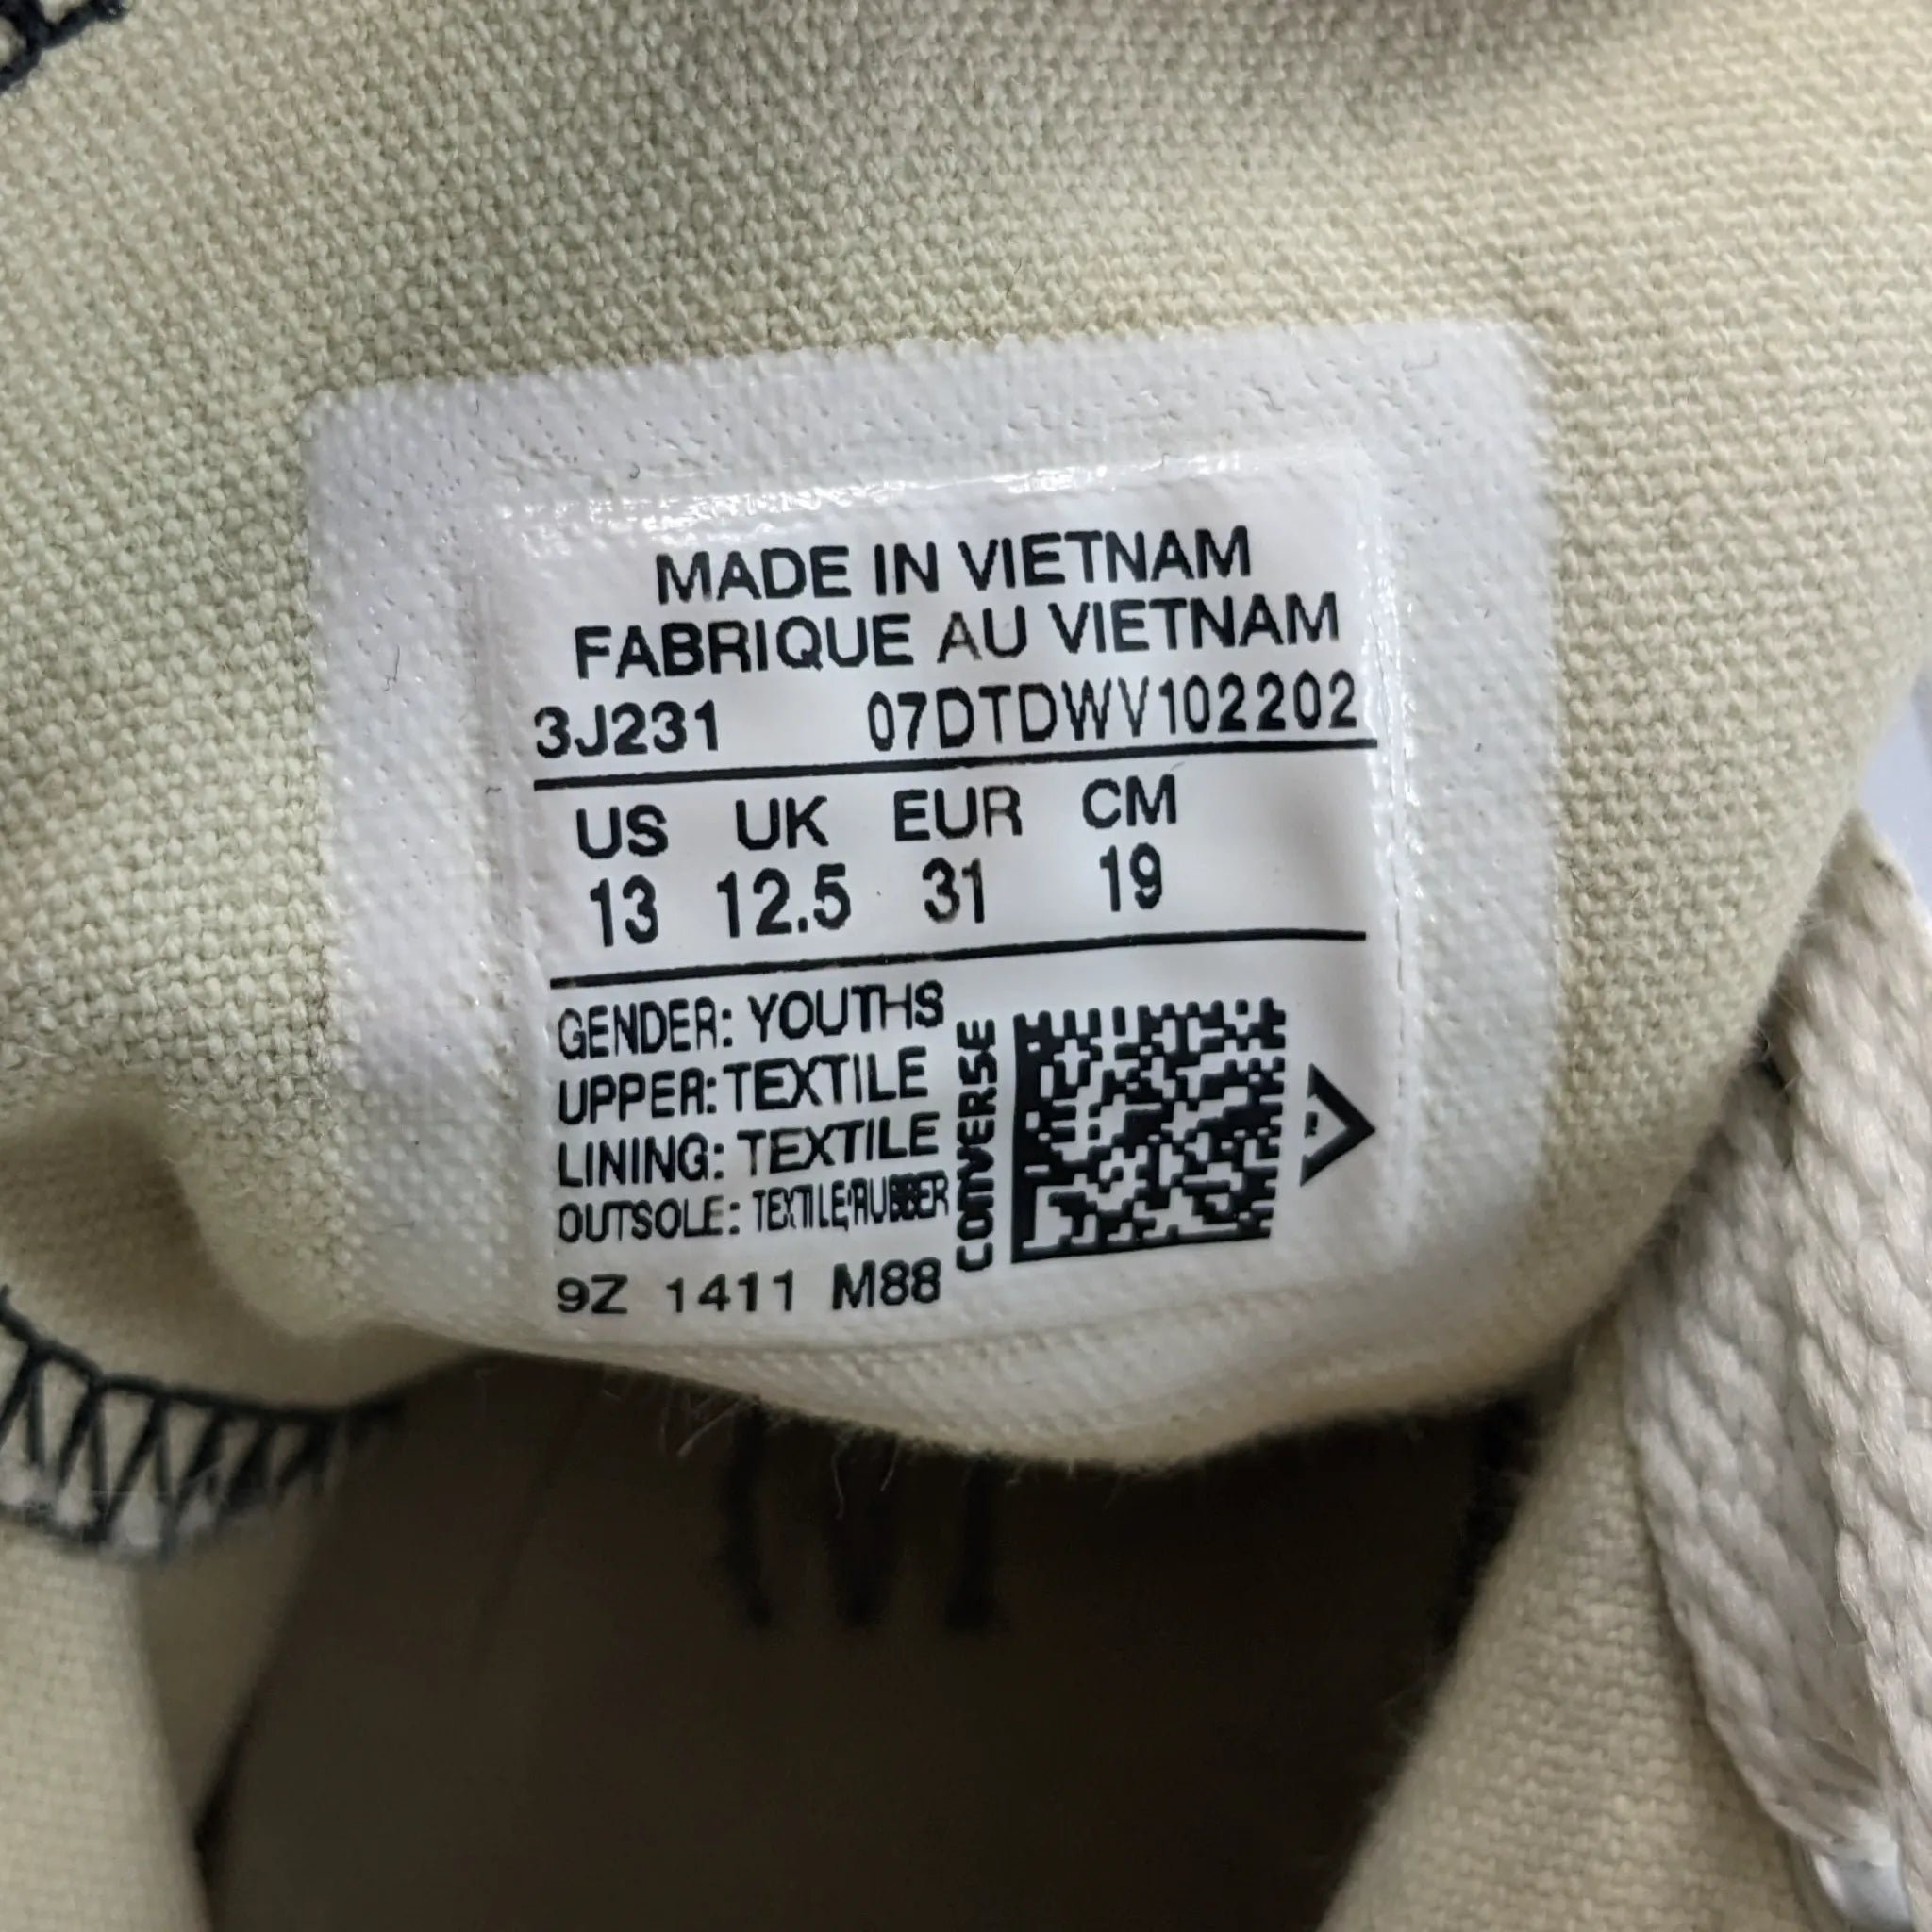 MADE IN VIETNAM
FABRIQUE AU VIETNAM
3J231 07DTDWV102202
US UK EUR CM
13 12.5 31 19
GENDER: YOUTHS
UPPER: TEXTILE
LINING: TEXTILE
OUTSOLE: TEXTILE/RUBBER
9Z 1411 M88
CONVERSE